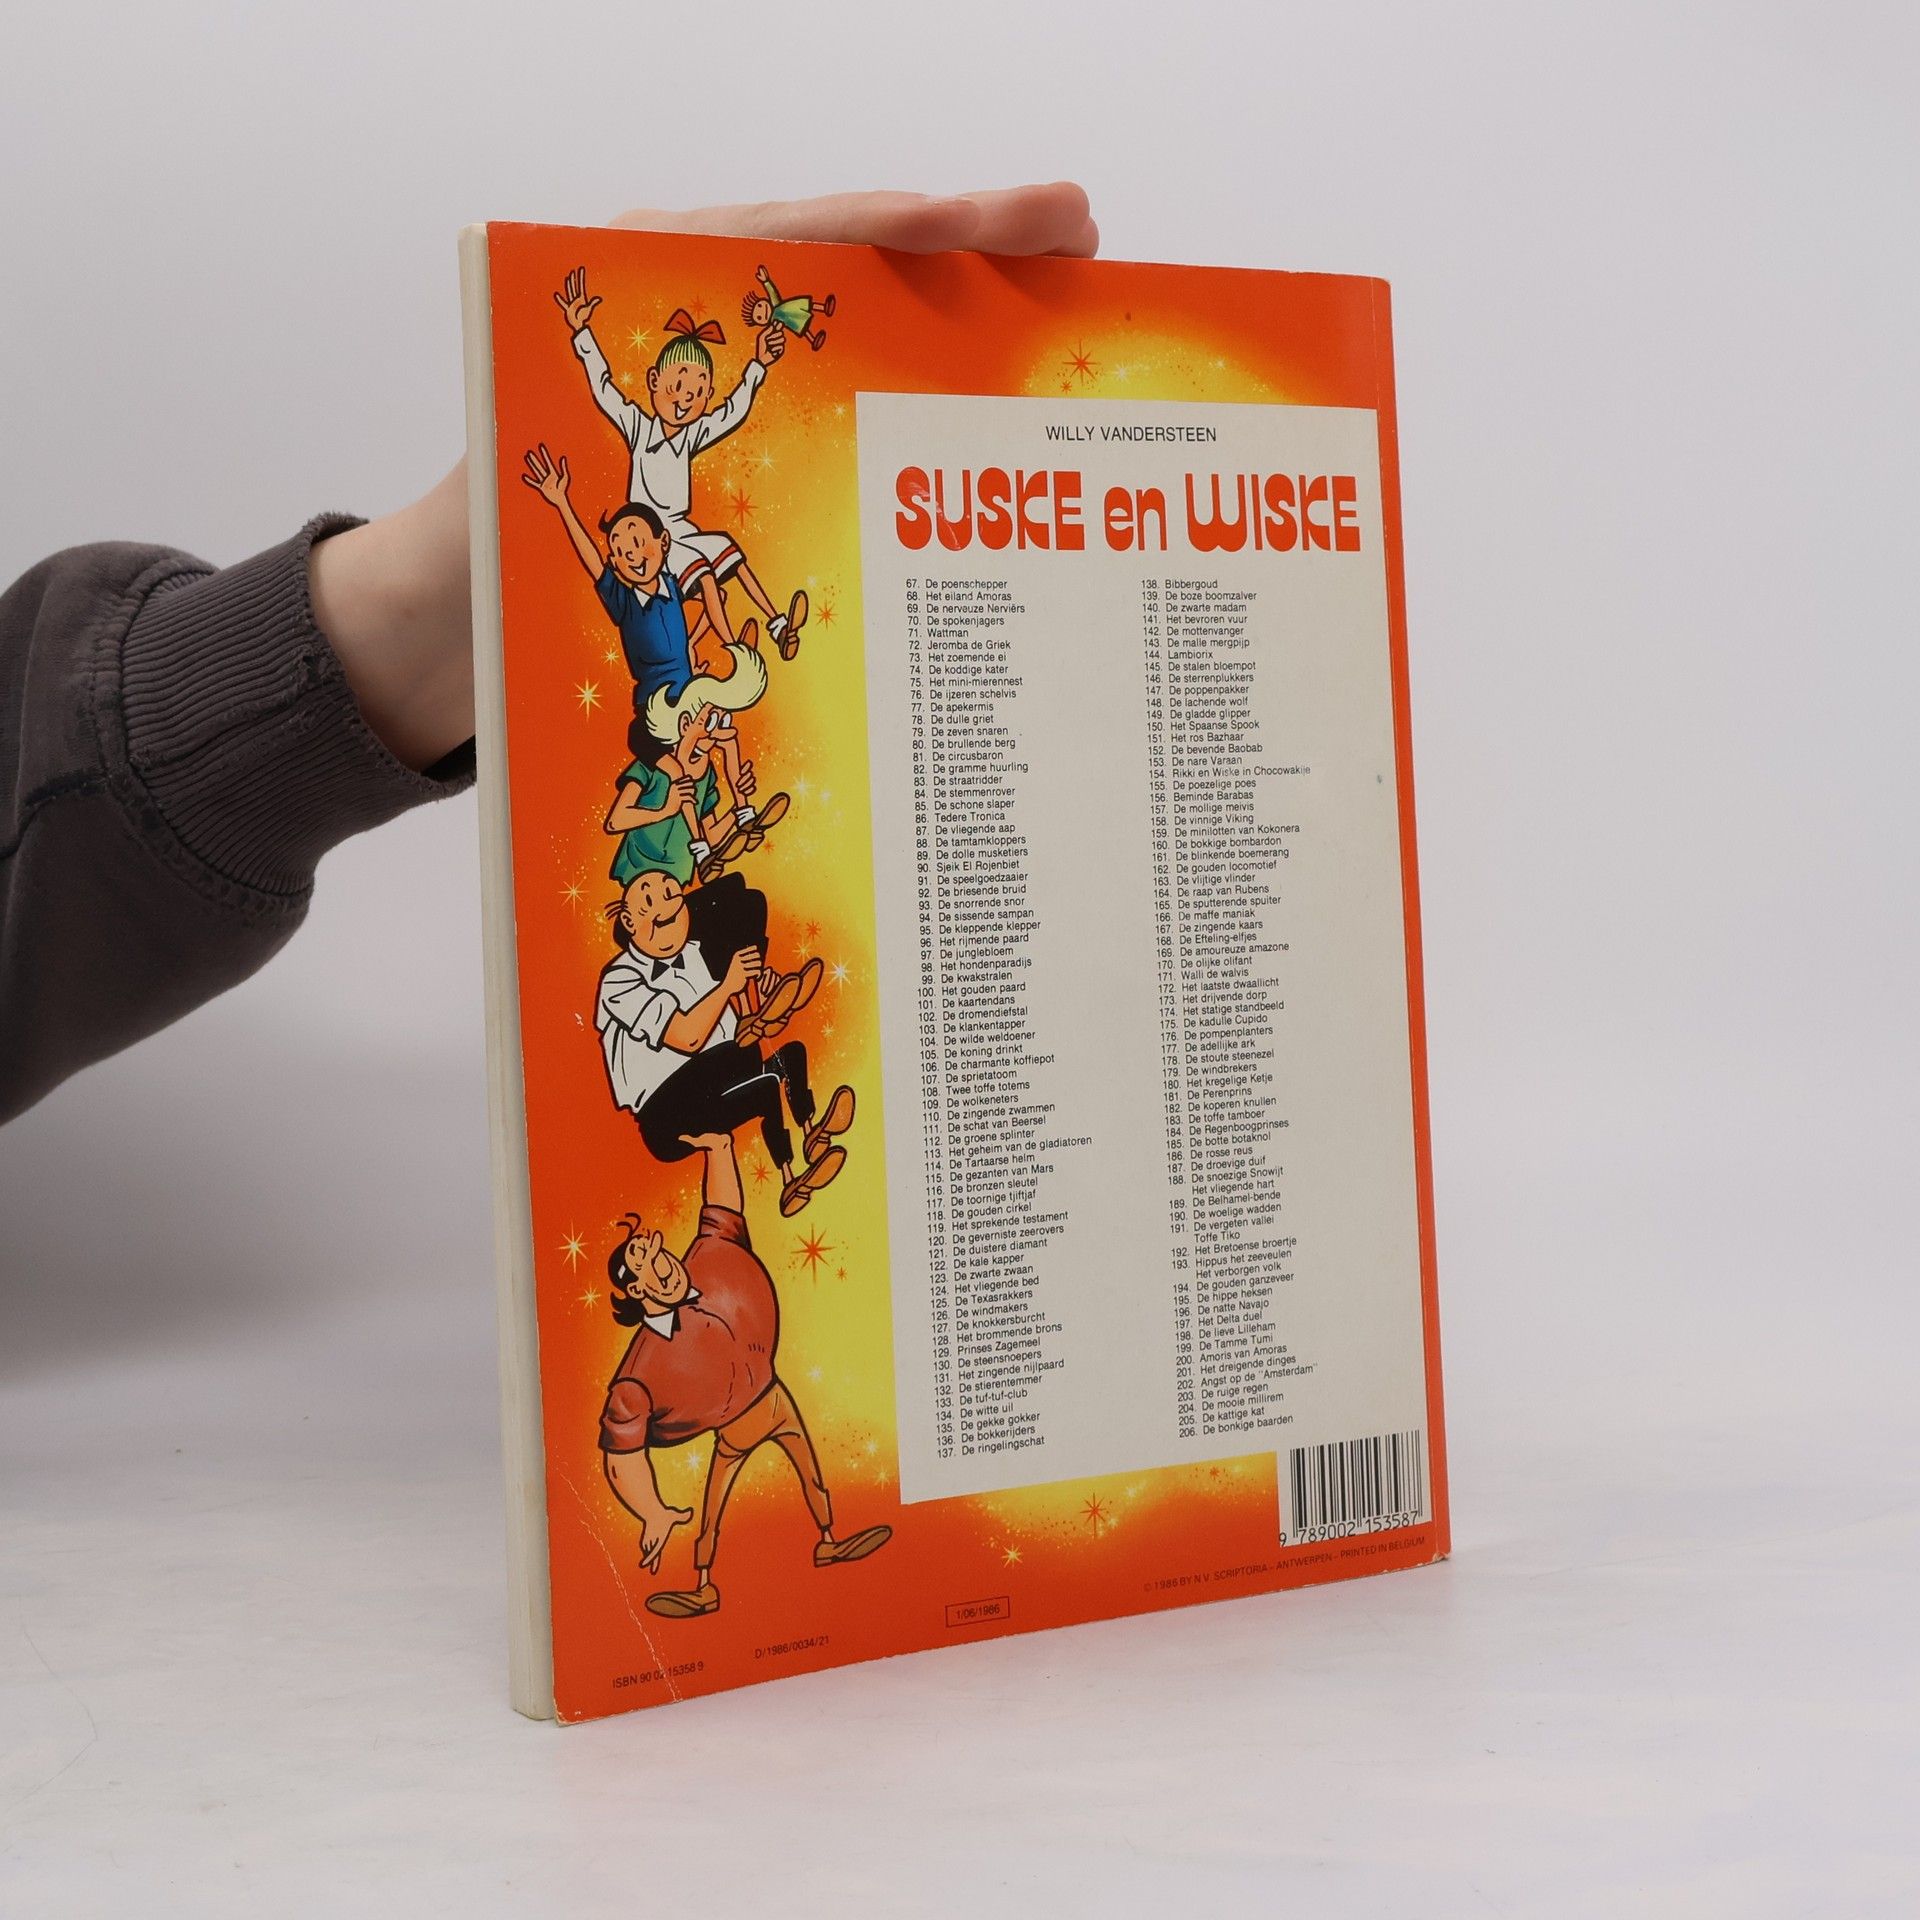 WILLY VANDERSTEEN
SUSKE en WISKE
67. De poenschepper
68. Het eiland Amoras
69. De nerveuze Nerviërs
70. De spokenjagers
71. Wattman
72. Jeromba de Griek
73. Het zoemende ei
74. De koddige kater
75. Het mini-mierennest
76. De ijzeren schelvis
77. De apekermis
78. De dulle griet
79. De zeven snaren
80. De brullende berg
81. De circusbaron
82. De gramme huurling
83. De straatridder
84. De stemmenrover
85. De schone slaper
86. Tedere Tronica
87. De vliegende aap
88. De tamtamkloppers
89. De dolle musketiers
90. Sjeik El Rojenbiet
91. De speelgoedzaaier
92. De briesende bruid
93. De snorrende snor
94. De sissende sampan
95. De kleppende klepper
96. Het rijmende paard
97. De junglebloem
98. Het hondenparadijs
99. De kwakstralen
100. Het gouden paard
101. De kaartendans
102. De dromendiefstal
103. De klankentapper
104. De wilde weldoener
105. De koning drinkt
106. De charmante koffiepot
107. De sprietatoom
108. Twee toffe totems
109. De wolkeneters
110. De zingende zwammen
111. De schat van Beersel
112. De groene splinter
113. Het geheim van de gladiatoren
114. De Tartaarse helm
115. De gezanten van Mars
116. De bronzen sleutel
117. De toornige tjiftjaf
118. De gouden cirkel
119. Het sprekende testament
120. De geverniste zeerovers
121. De duistere diamant
122. De kale kapper
123. De zwarte zwaan
124. Het vliegende bed
125. De Texasrakkers
126. De windmakers
127. De knokkersburcht
128. Het brommende brons
129. Prinses Zagemeel
130. De steensnoepers
131. Het zingende nijlpaard
132. De stierentemmer
133. De tuf-tuf-club
134. De witte uil
135. De gekke gokker
136. De bokkerijders
137. De ringelingschat
138. Bibbergoud
139. De boze boomzalver
140. De zwarte madam
141. Het bevroren vuur
142. De mottenvanger
143. De malle mergpijp
144. Lambiorix
145. De stalen bloempot
146. De sterrenplukkers
147. De poppenpakker
148. De lachende wolf
149. De gladde glipper
150. Het Spaanse Spook
151. Het ros Bazhaar
152. De bevende Baobab
153. De nare Varaan
154. Rikki en Wiske in Chocowakije
155. De poezelige poes
156. Beminde Barabas
157. De mollige meivis
158. De vinnige Viking
159. De minilotten van Kokonera
160. De bokkige bombardon
161. De blinkende boemerang
162. De gouden locomotief
163. De vlijtige vlinder
164. De raap van Rubens
165. De sputterende spuiter
166. De maffe maniak
167. De zingende kaars
168. De Efteling-elfjes
169. De amoureuze amazone
170. De olijke olifant
171. Walli de walvis
172. Het laatste dwaallicht
173. Het drijvende dorp
174. Het statige standbeeld
175. De kadulle Cupido
176. De pompenplanters
177. De adellijke ark
178. De stoute steenezel
179. De windbrekers
180. Het kregelige Ketje
181. De Perenprins
182. De koperen knullen
183. De toffe tamboer
184. De Regenboogprinses
185. De botte botaknol
186. De rosse reus
187. De droevige duif
188. De snoezige Snowijt
Het vliegende hart
189. De Belhamel-bende
190. De woelige wadden
191. De vergeten vallei
Toffe Tiko
192. Het Bretoense broertje
193. Hippus het zeeveulen
Het verborgen volk
194. De gouden ganzeveer
195. De hippe heksen
196. De natte Navajo
197. Het Delta duel
198. De lieve Lilleham
199. De Tamme Tumi
200. Amoris van Amoras
201. Het dreigende dinges
202. Angst op de "Amsterdam"
203. De ruige regen
204. De mooie millirem
205. De kattige kat
206. De bonkige baarden
9 789002 153587
© 1986 BY N.V. SCRIPTORIA - ANTWERPEN - PRINTED IN BELGIUM
1/06/1986
D/1986/0034/21
ISBN 90 02 15358 9